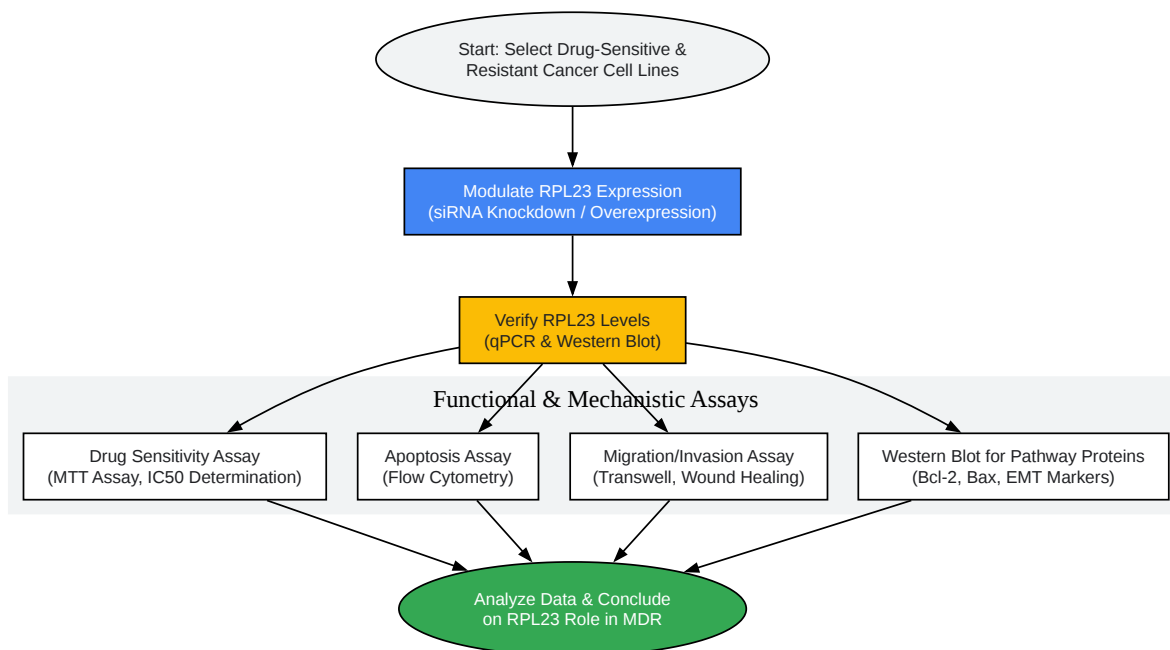 Start: Select Drug-Sensitive &
Resistant Cancer Cell Lines
Modulate RPL23 Expression
(siRNA Knockdown / Overexpression)
Verify RPL23 Levels
(qPCR & Western Blot)
Functional & Mechanistic Assays
Drug Sensitivity Assay
(MTT Assay, IC50 Determination)
Apoptosis Assay
(Flow Cytometry)
Migration/Invasion Assay
(Transwell, Wound Healing)
Western Blot for Pathway Proteins
(Bcl-2, Bax, EMT Markers)
Analyze Data & Conclude
on RPL23 Role in MDR